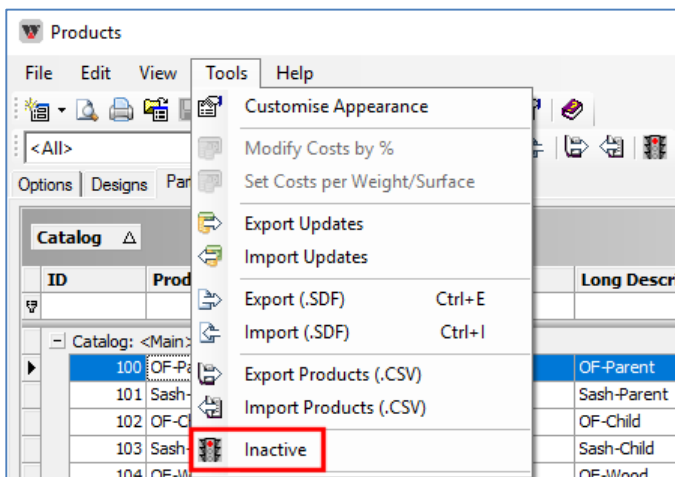 Products
File Edit View Tools Help
Customise Appearance
<All>
Modify Costs by %
Options Designs Set Costs per Weight/Surface
Export Updates
Catalog
Import Updates
ID Long Descr
Export (.SDF) Ctrl+E
Import (.SDF) Ctrl+I
Catalog: <Main>
100 OF-Parent
Export Products (.CSV)
101 Sash-Parent
Import Products (.CSV)
102 OF-Child
103 Inactive Sash-Child
104 OF-Wood